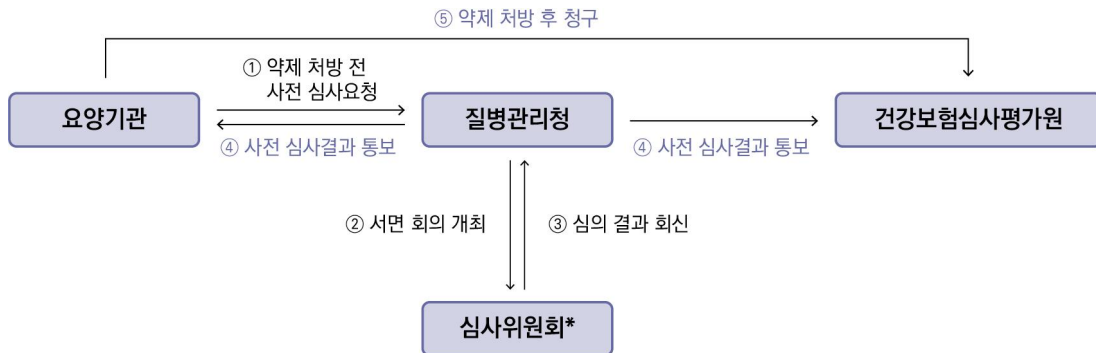 ⑤ 약제 처방 후 청구
① 약제 처방 전
사전 심사요청
요양기관
질병관리청
건강보험심사평가원
④ 사전 심사결과 통보
④ 사전 심사결과 통보
② 서면 회의 개최
③ 심의 결과 회신
심사위원회*